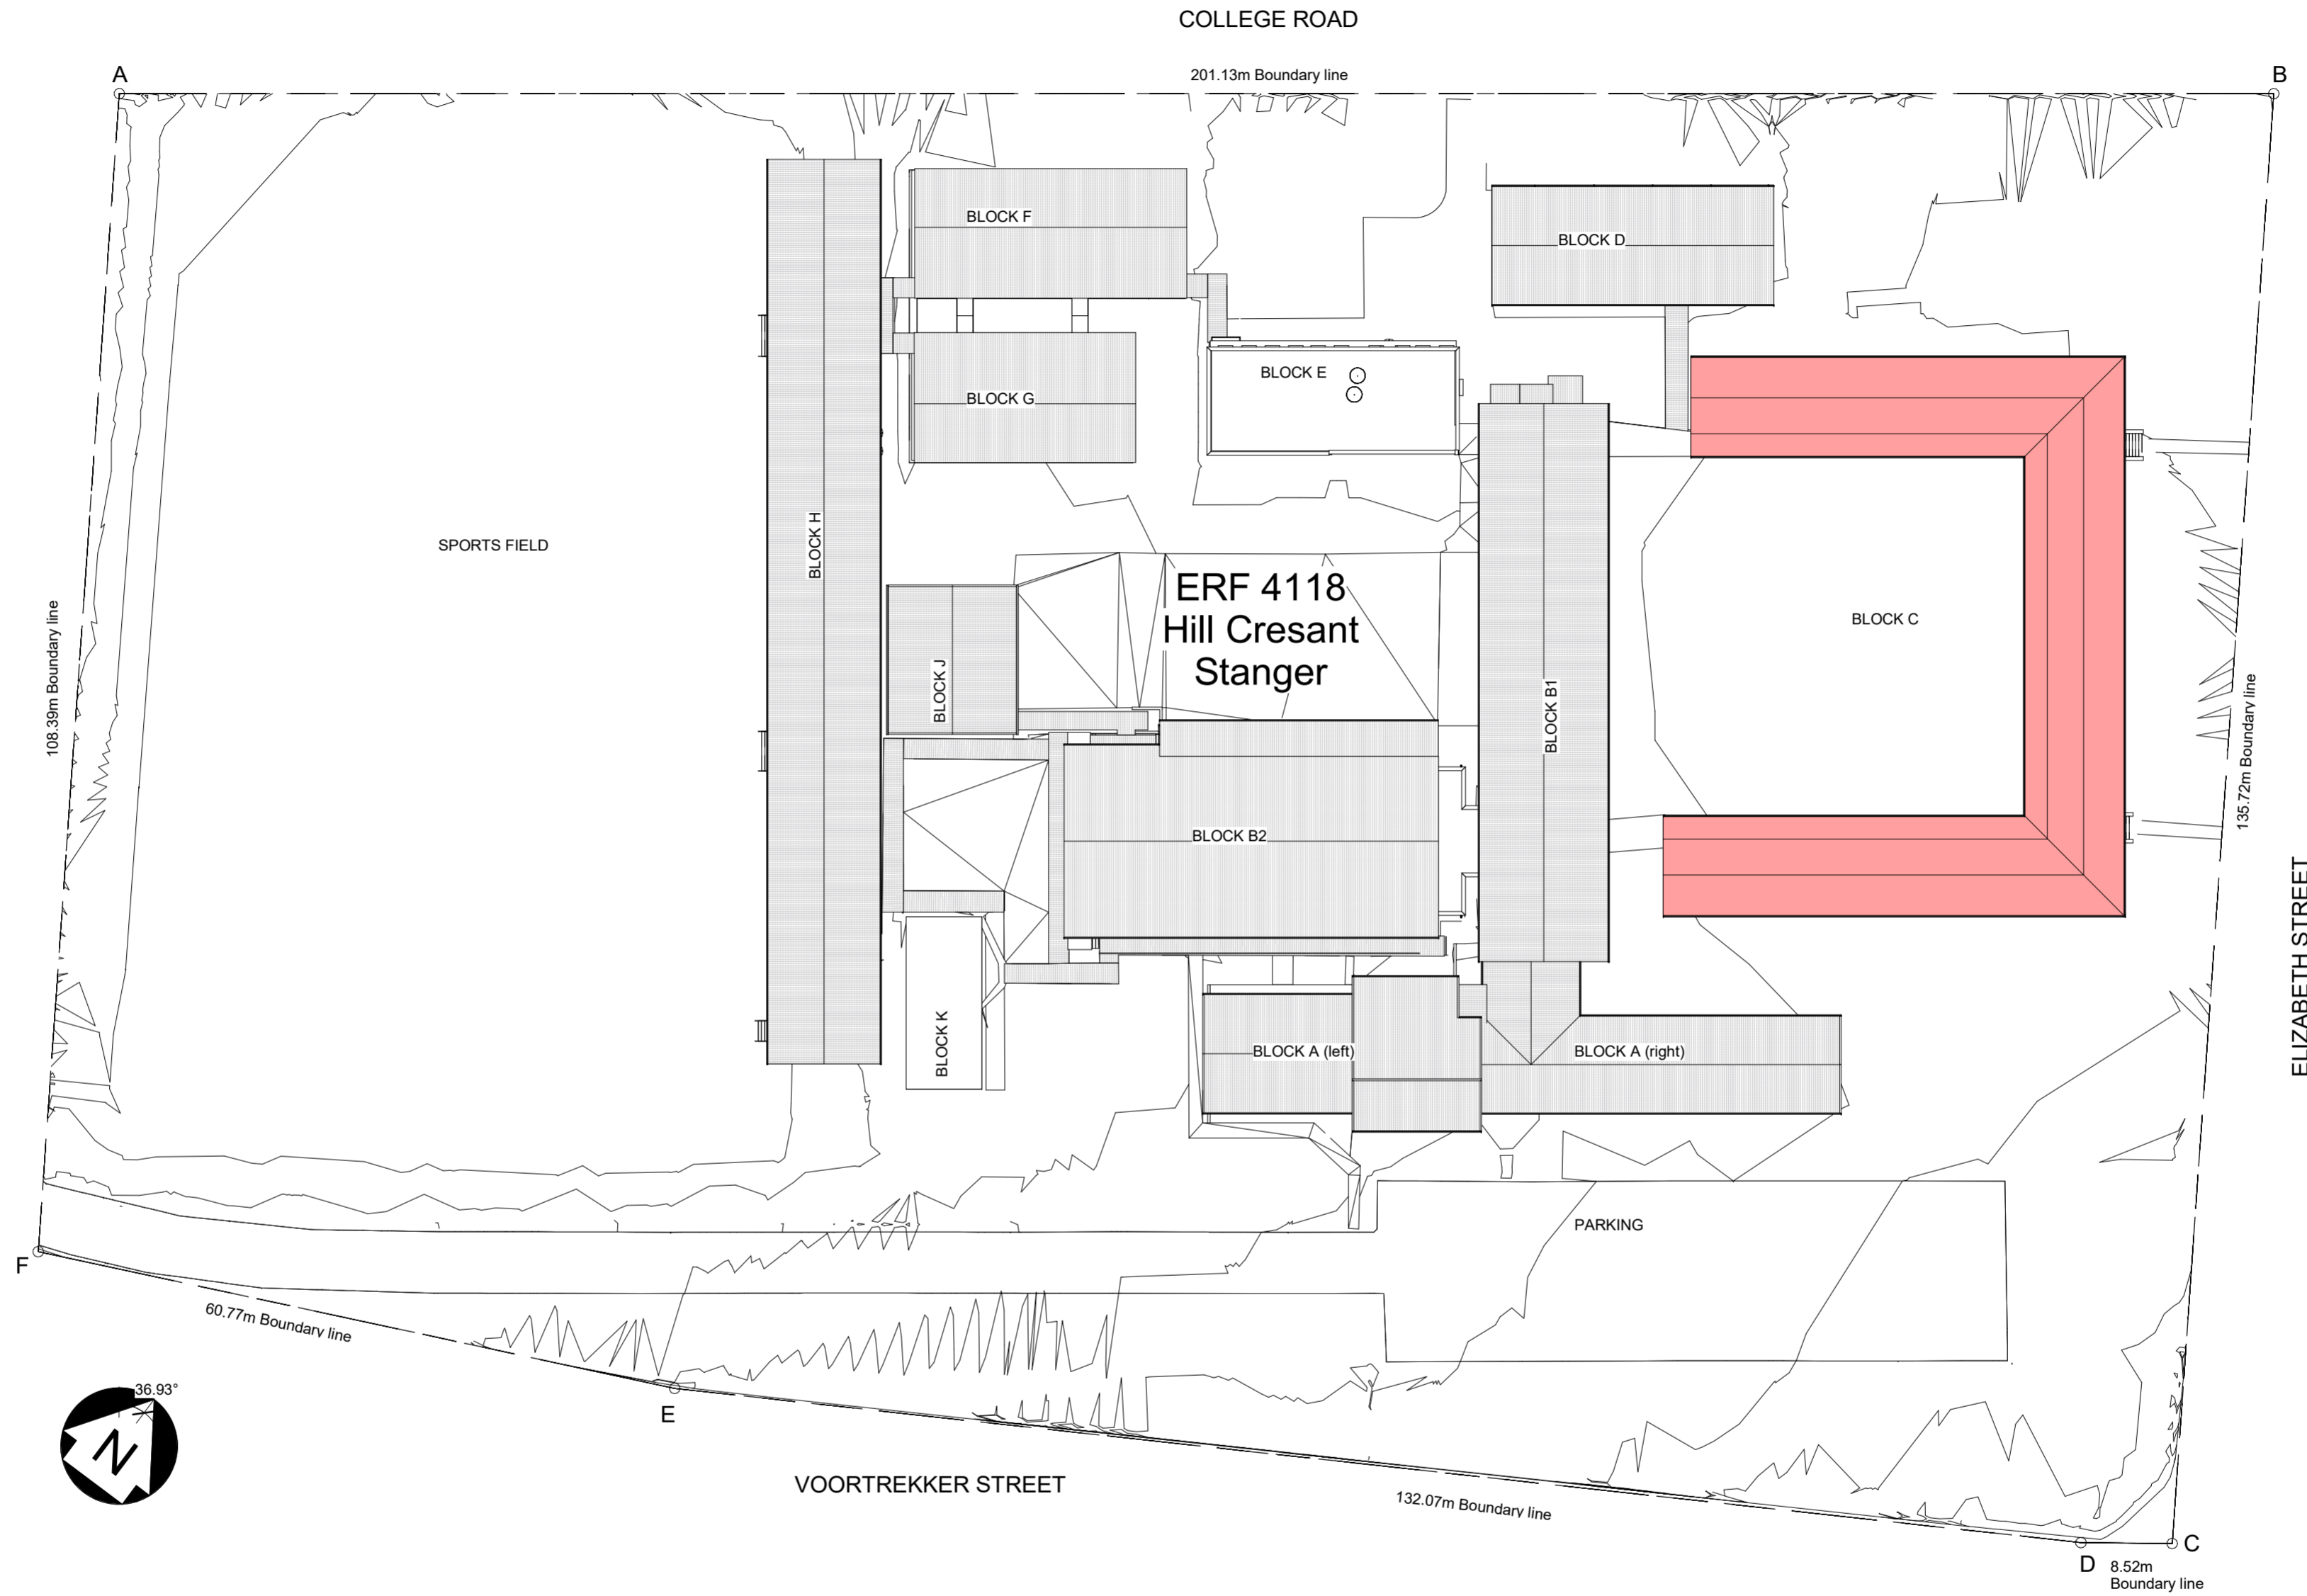 COLLEGE ROAD
A
201.13m Boundary line
B
BLOCK F
BLOCK D
BLOCK E
BLOCK G
BLOCK H
SPORTS FIELD
ERF 4118
Hill Cresant
Stanger
BLOCK C
108.39m Boundary line
BLOCK J
BLOCK B1
135.72m Boundary line
BLOCK B2
ELIZABETH STREET
BLOCK K
BLOCK A (left)
BLOCK A (right)
PARKING
F
60.77m Boundary line
36.93°
N
E
VOORTREKKER STREET
132.07m Boundary line
C
D
8.52m
Boundary line